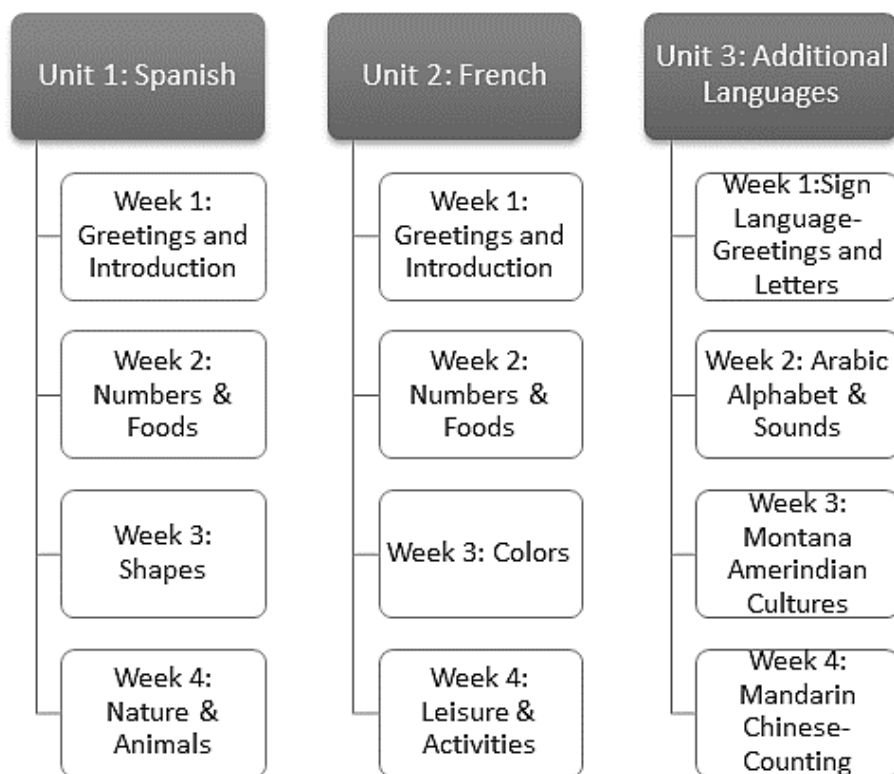 Unit 1: Spanish
Week 1:
Greetings and
Introduction
Week 2:
Numbers &
Foods
Week 3:
Shapes
Week 4:
Nature &
Animals
Unit 2: French
Week 1:
Greetings and
Introduction
Week 2:
Numbers &
Foods
Week 3: Colors
Week 4:
Leisure &
Activities
Unit 3: Additional
Languages
Week 1:Sign
Language-
Greetings and
Letters
Week 2: Arabic
Alphabet &
Sounds
Week 3:
Montana
Amerindian
Cultures
Week 4:
Mandarin
Chinese-
Counting